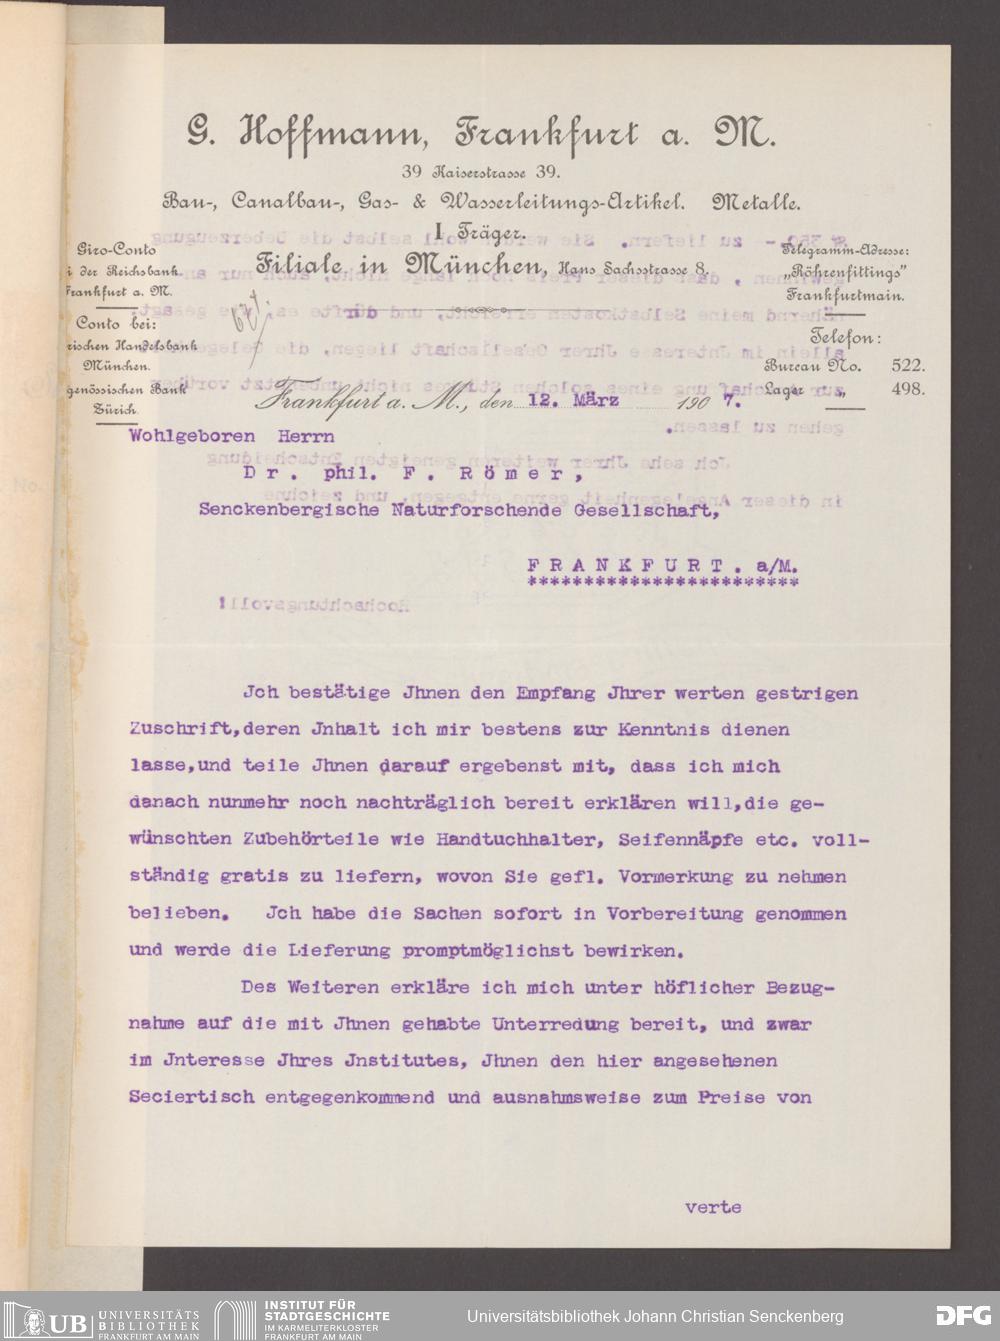 G. Hoffmann, Frankfurt a. M.
39 Kaiserstrasse 39.
Bau-, Canalbau-, Gas- & Wasserleitungs-Artikel. Metalle.
I Träger.
Filiale in München, Hans Sachsstrasse 8.
Giro-Conto
i der Reichsbank
Frankfurt a. M.
Conto bei:
rischen Handelsbank
München.
genössischen Bank
Zürich.
Telegramm-Adresse:
„Röhrenfittings"
Frankfurtmain.
Telefon:
Bureau No. 522.
Lager „ 498.
Frankfurt a. M., den 12. März 1907.
Wohlgeboren Herrn
Dr. phil. F. Römer,
Senckenbergische Naturforschende Gesellschaft,
FRANKFURT. a/M.
************************
Jch bestätige Jhnen den Empfang Jhrer werten gestrigen
Zuschrift,deren Jnhalt ich mir bestens zur Kenntnis dienen
lasse,und teile Jhnen darauf ergebenst mit, dass ich mich
danach nunmehr noch nachträglich bereit erklären will,die ge-
wünschten Zubehörteile wie Handtuchhalter, Seifennäpfe etc. voll-
ständig gratis zu liefern, wovon Sie gefl. Vormerkung zu nehmen
belieben. Jch habe die Sachen sofort in Vorbereitung genommen
und werde die Lieferung promptmöglichst bewirken.
Des Weiteren erkläre ich mich unter höflicher Bezug-
nahme auf die mit Jhnen gehabte Unterredung bereit, und zwar
im Jnteresse Jhres Jnstitutes, Jhnen den hier angesehenen
Seciertisch entgegenkommend und ausnahmsweise zum Preise von
verte
UB UNIVERSITÄTS
BIBLIOTHEK
FRANKFURT AM MAIN
INSTITUT FÜR
STADTGESCHICHTE
IM KARMELITERKLOSTER
FRANKFURT AM MAIN
Universitätsbibliothek Johann Christian Senckenberg
DFG